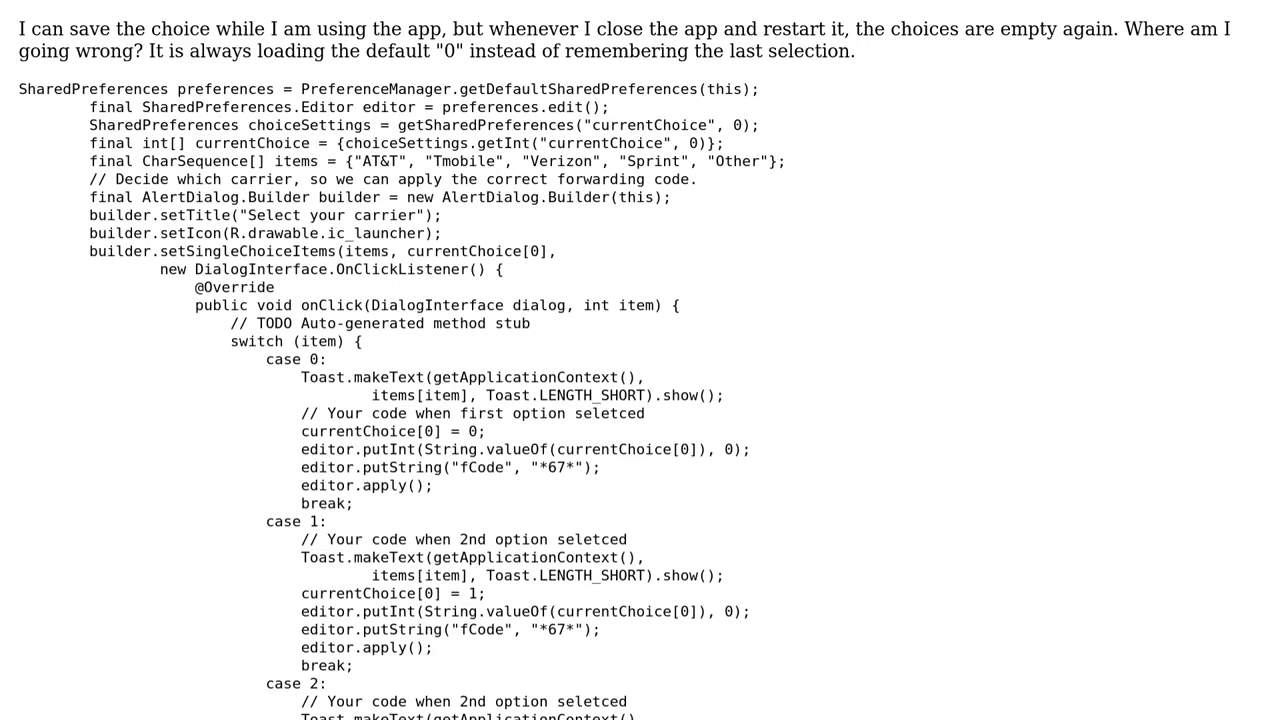 I can save the choice while I am using the app, but whenever I close the app and restart it, the choices are empty again. Where am I
going wrong? It is always loading the default "0" instead of remembering the last selection.
SharedPreferences preferences = PreferenceManager.getDefaultSharedPreferences(this);
        final SharedPreferences.Editor editor = preferences.edit();
        SharedPreferences choiceSettings = getSharedPreferences("currentChoice", 0);
        final int[] currentChoice = {choiceSettings.getInt("currentChoice", 0)};
        final CharSequence[] items = {"AT&T", "Tmobile", "Verizon", "Sprint", "Other"};
        // Decide which carrier, so we can apply the correct forwarding code.
        final AlertDialog.Builder builder = new AlertDialog.Builder(this);
        builder.setTitle("Select your carrier");
        builder.setIcon(R.drawable.ic_launcher);
        builder.setSingleChoiceItems(items, currentChoice[0],
                new DialogInterface.OnClickListener() {
                    @Override
                    public void onClick(DialogInterface dialog, int item) {
                        // TODO Auto-generated method stub
                        switch (item) {
                            case 0:
                                Toast.makeText(getApplicationContext(),
                                        items[item], Toast.LENGTH_SHORT).show();
                                // Your code when first option seletced
                                currentChoice[0] = 0;
                                editor.putInt(String.valueOf(currentChoice[0]), 0);
                                editor.putString("fCode", "*67*");
                                editor.apply();
                                break;
                            case 1:
                                // Your code when 2nd option seletced
                                Toast.makeText(getApplicationContext(),
                                        items[item], Toast.LENGTH_SHORT).show();
                                currentChoice[0] = 1;
                                editor.putInt(String.valueOf(currentChoice[0]), 0);
                                editor.putString("fCode", "*67*");
                                editor.apply();
                                break;
                            case 2:
                                // Your code when 2nd option seletced
                                Toast.makeText(getApplicationContext(),